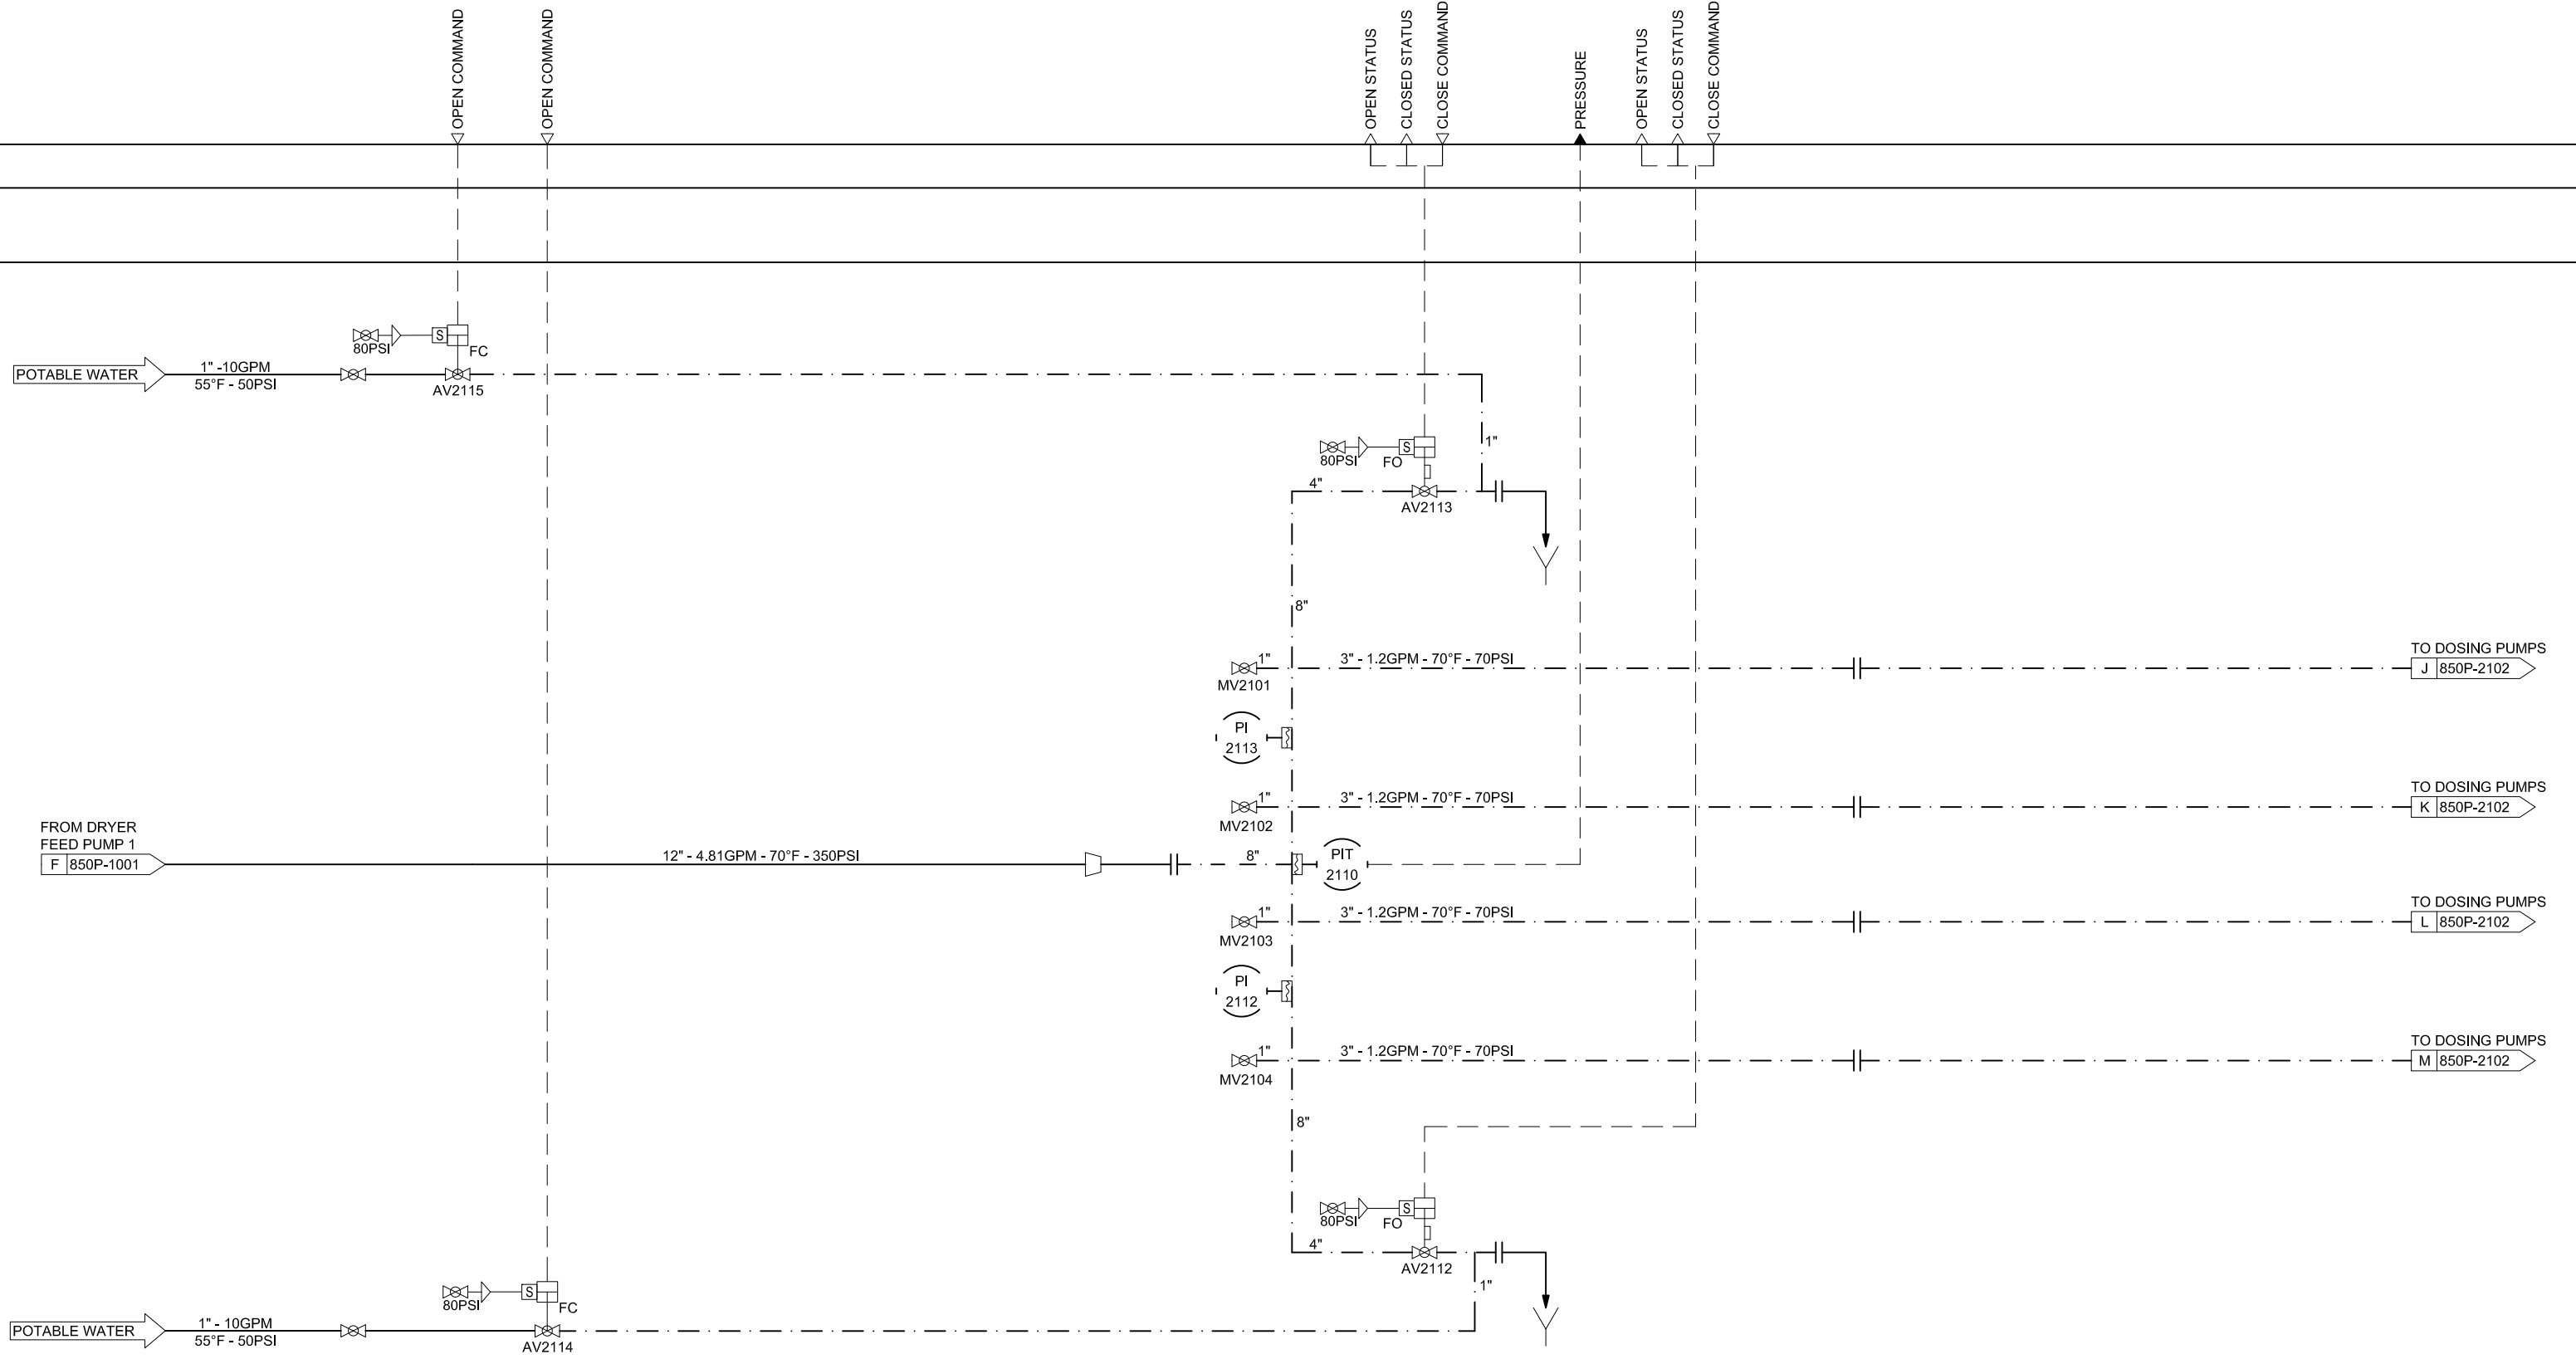 OPEN COMMAND
OPEN COMMAND
OPEN STATUS
CLOSED STATUS
CLOSE COMMAND
PRESSURE
OPEN STATUS
CLOSED STATUS
CLOSE COMMAND
80PSI
S
FC
POTABLE WATER
1" -10GPM
55°F - 50PSI
AV2115
80PSI
S
FO
1"
4"
AV2113
8"
1"
MV2101
3" - 1.2GPM - 70°F - 70PSI
TO DOSING PUMPS
J 850P-2102
PI
2113
1"
MV2102
3" - 1.2GPM - 70°F - 70PSI
TO DOSING PUMPS
K 850P-2102
FROM DRYER
FEED PUMP 1
F 850P-1001
12" - 4.81GPM - 70°F - 350PSI
8"
PIT
2110
1"
MV2103
3" - 1.2GPM - 70°F - 70PSI
TO DOSING PUMPS
L 850P-2102
PI
2112
1"
MV2104
3" - 1.2GPM - 70°F - 70PSI
TO DOSING PUMPS
M 850P-2102
8"
80PSI
S
FO
4"
AV2112
1"
80PSI
S
FC
POTABLE WATER
1" - 10GPM
55°F - 50PSI
AV2114